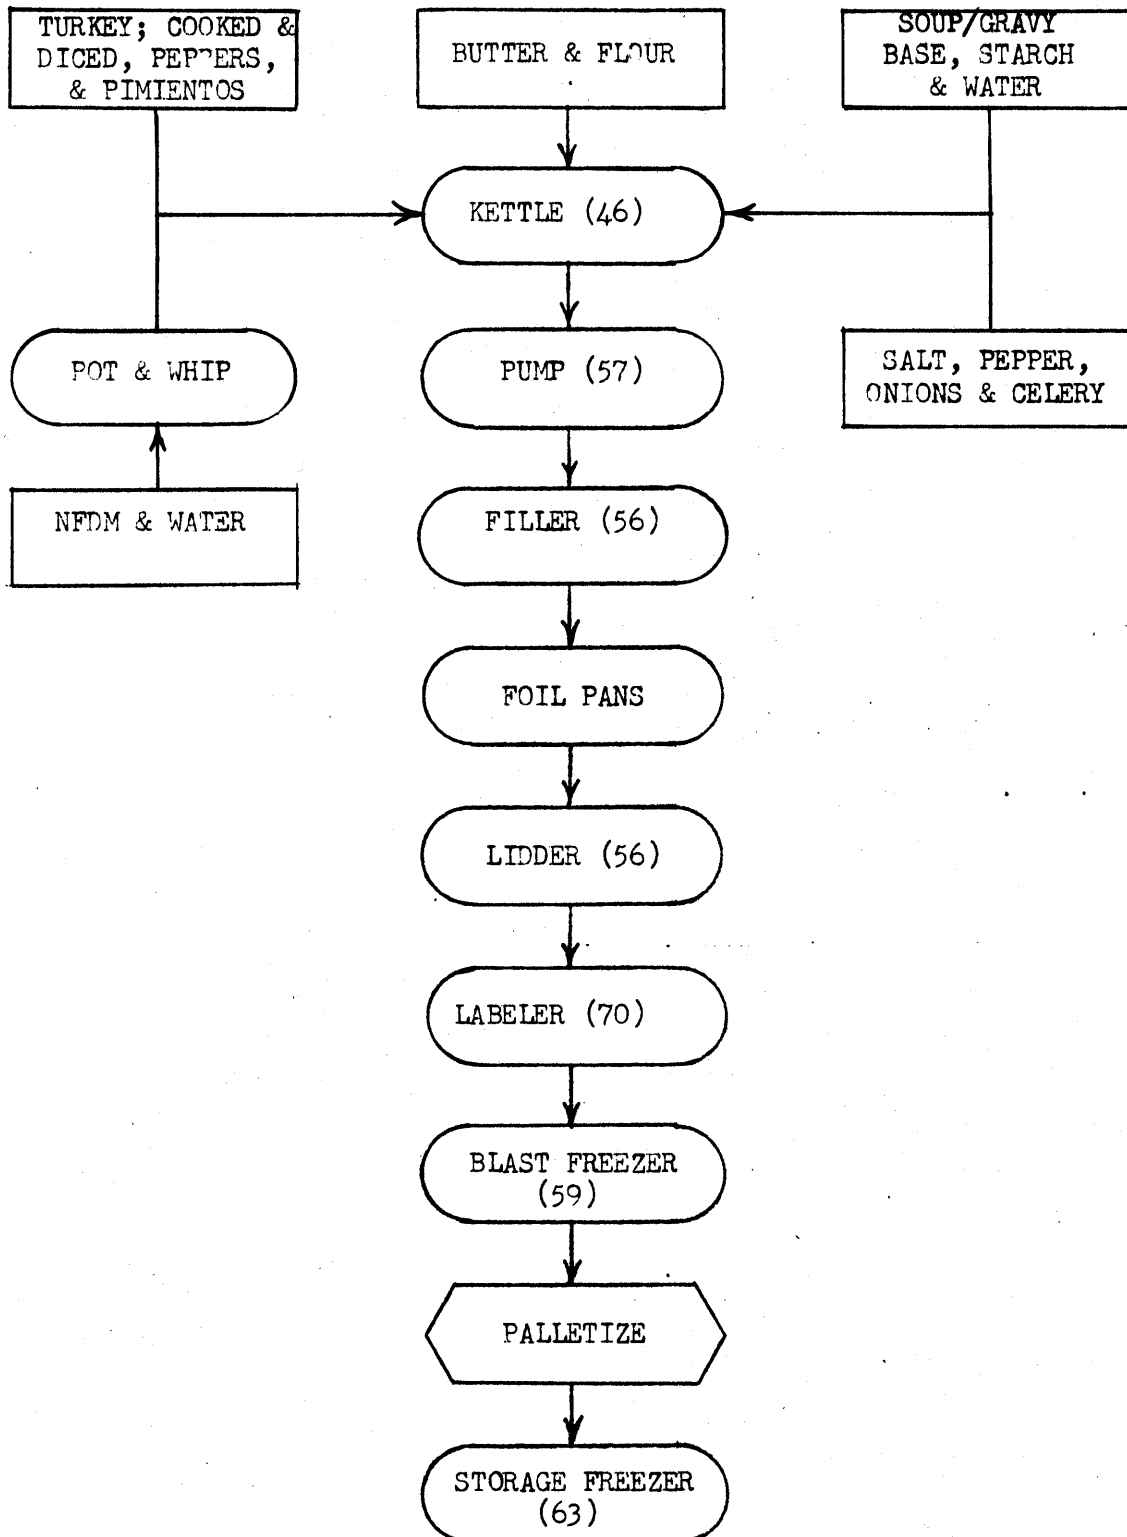 TURKEY; COOKED &
DICED, PEPPERS,
& PIMIENTOS
BUTTER & FLOUR
SOUP/GRAVY
BASE, STARCH
& WATER
KETTLE (46)
POT & WHIP
PUMP (57)
SALT, PEPPER,
ONIONS & CELERY
NFDM & WATER
FILLER (56)
FOIL PANS
LIDDER (56)
LABELER (70)
BLAST FREEZER
(59)
PALLETIZE
STORAGE FREEZER
(63)